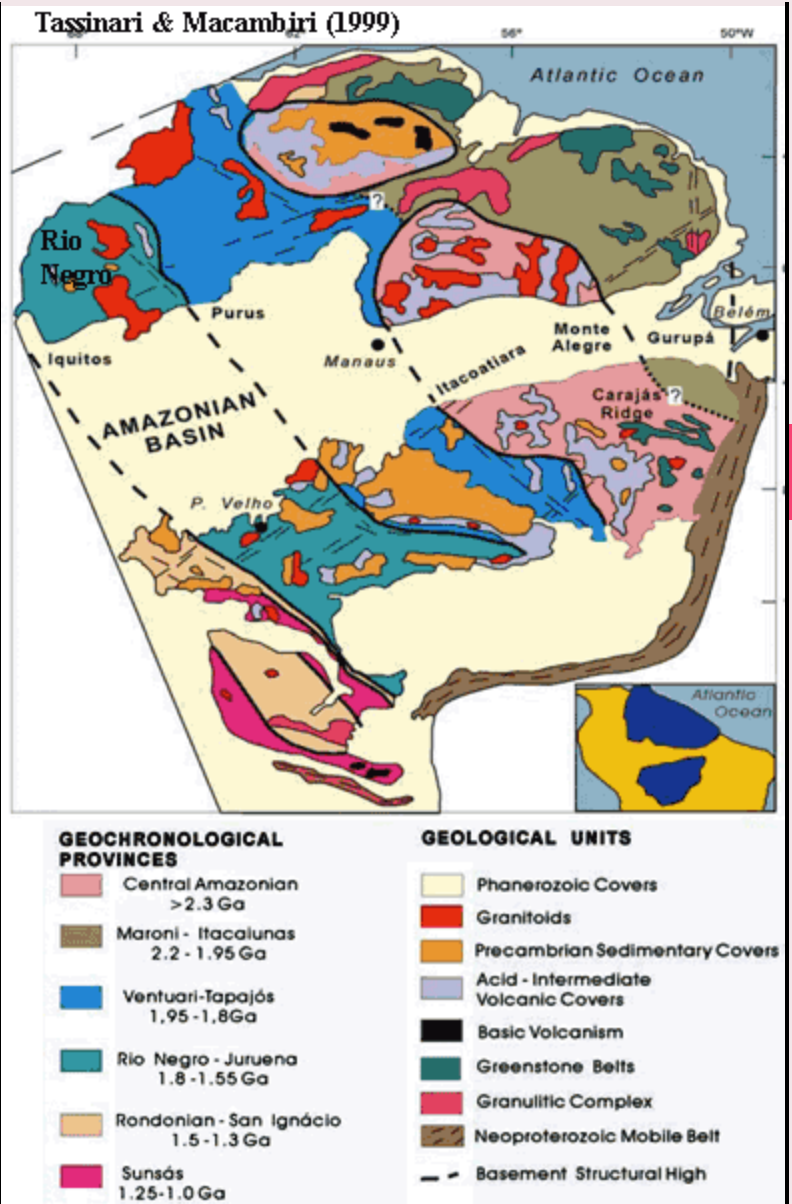 Tassinari & Macambiri (1999)
56°
50°W
Atlantic Ocean
?
Rio
Negro
Purus
Belém
Monte
Alegre
Gurupá
Iquitos
Manaus
Itacoatiara
?
Carajás
Ridge
AMAZONIAN
BASIN
P. Velho
Atlantic
Ocean
GEOCHRONOLOGICAL
PROVINCES
Central Amazonian
>2.3 Ga
Maroni - Itacaiunas
2.2 - 1.95 Ga
Ventuari-Tapajós
1,95 -1,8Ga
Rio Negro - Juruena
1.8 -1.55 Ga
Rondonian - San Ignácio
1.5 -1.3 Ga
Sunsás
1.25-1.0 Ga
GEOLOGICAL UNITS
Phanerozoic Covers
Granitoids
Precambrian Sedimentary Covers
Acid - Intermediate
Volcanic Covers
Basic Volcanism
Greenstone Belts
Granulitic Complex
Neoproterozoic Mobile Belt
Basement Structural High